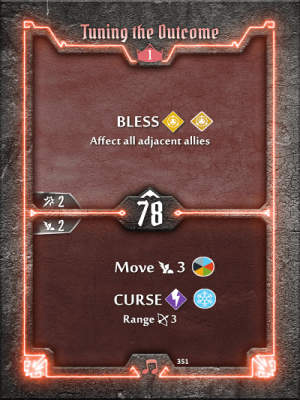 Tuning the Outcome
1
BLESS
Affect all adjacent allies
2
78
2
Move 3
CURSE
Range 3
351